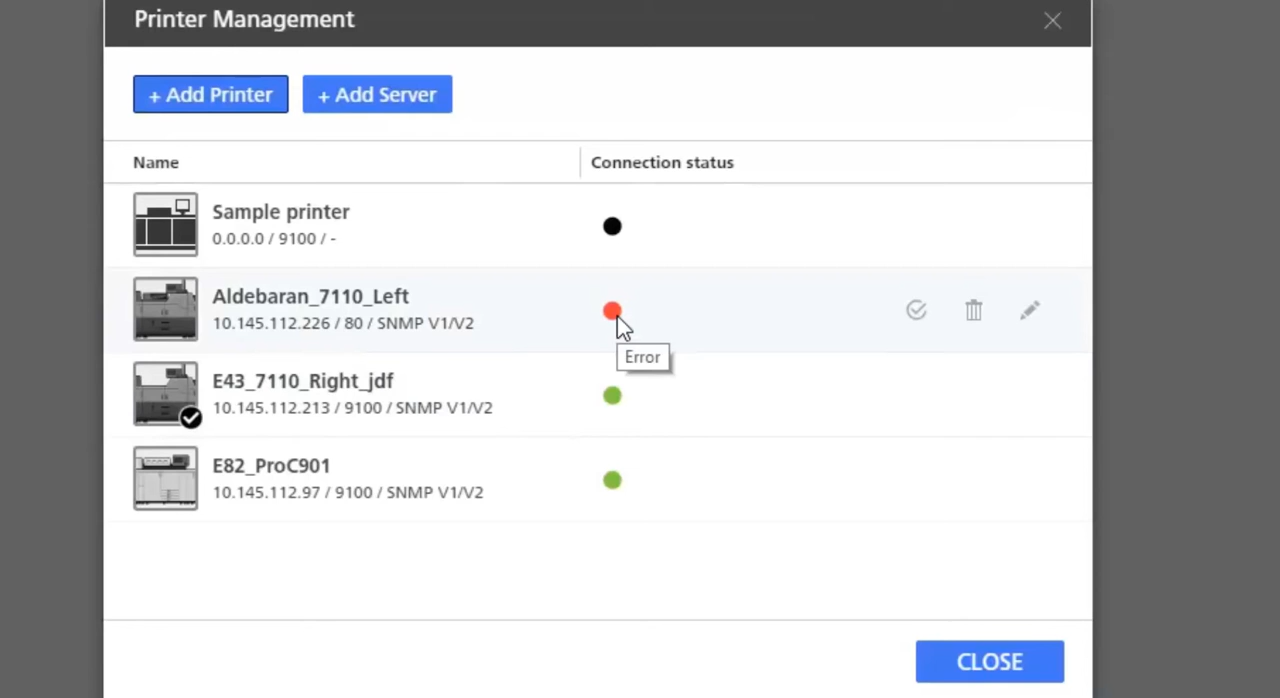 Printer Management
+ Add Printer
+ Add Server
Name
Connection status
Sample printer
0.0.0.0 / 9100 / -
Aldebaran_7110_Left
10.145.112.226 / 80 / SNMP V1/V2
Error
E43_7110_Right_jdf
10.145.112.213 / 9100 / SNMP V1/V2
E82_ProC901
10.145.112.97 / 9100 / SNMP V1/V2
CLOSE